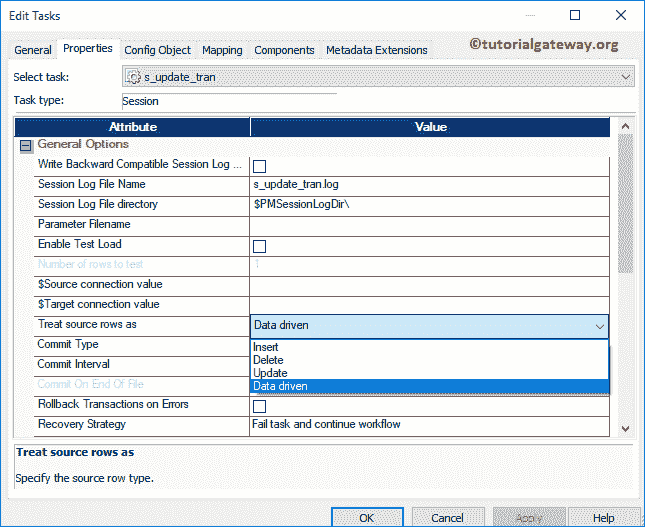 Edit Tasks
General Properties Config Object Mapping Components Metadata Extensions
©tutorialgateway.org
Select task: s_update_tran
Task type: Session
Attribute Value
General Options
Write Backward Compatible Session Log ...
Session Log File Name s_update_tran.log
Session Log File directory $PMSessionLogDir\
Parameter Filename
Enable Test Load
Number of rows to test 1
$Source connection value
$Target connection value
Treat source rows as Data driven
Commit Type Insert
Delete
Commit Interval Update
Commit On End Of File Data driven
Rollback Transactions on Errors
Recovery Strategy Fail task and continue workflow
Treat source rows as
Specify the source row type.
OK Cancel Apply Help